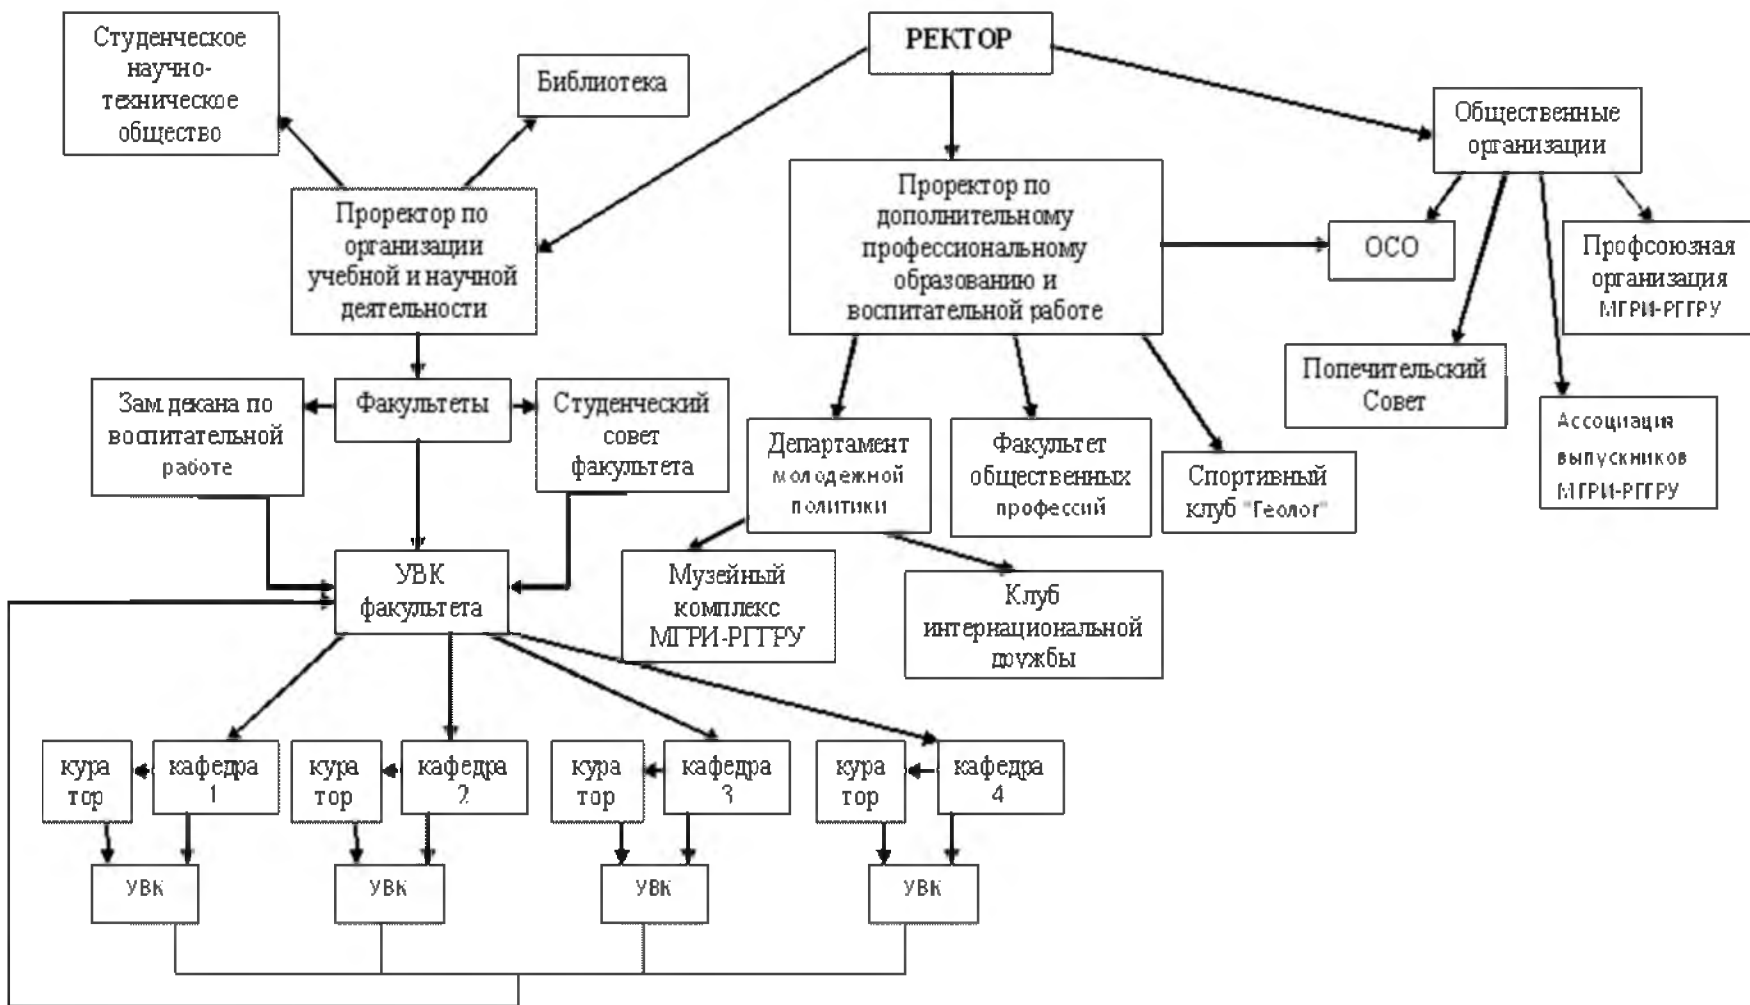 РЕКТОР
Студенческое
научно-
техническое
общество
Библиотека
Общественные
организации
Проректор по
организации
учебной и научной
деятельности
Проректор по
дополнительному
профессиональному
образованию и
воспитательной работе
ОСО
Профсоюзная
организация
МГРИ-РГГРУ
Попечительский
Совет
Ассоциация
выпускников
МГРИ-РГГРУ
Зам декана по
воспитательной
работе
Факультеты
Студенческий
совет
факультета
Департамент
молодежной
политики
Факультет
общественных
профессий
Спортивный
клуб "Геолог"
УВК
факультета
Музейный
комплекс
МГРИ-РГГРУ
Клуб
интернациональной
дружбы
кура
тор
кафедра
1
кура
тор
кафедра
2
кура
тор
кафедра
3
кура
тор
кафедра
4
УВК
УВК
УВК
УВК